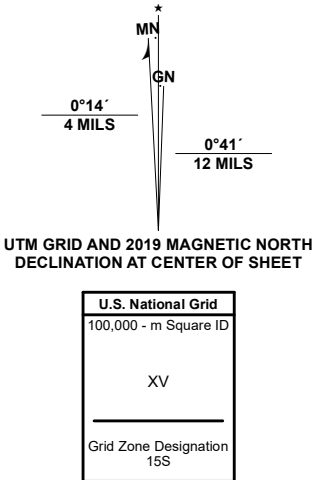 ★
MN
GN
0°14´
4 MILS
0°41´
12 MILS
UTM GRID AND 2019 MAGNETIC NORTH
DECLINATION AT CENTER OF SHEET
U.S. National Grid
100,000 - m Square ID
XV
Grid Zone Designation
15S